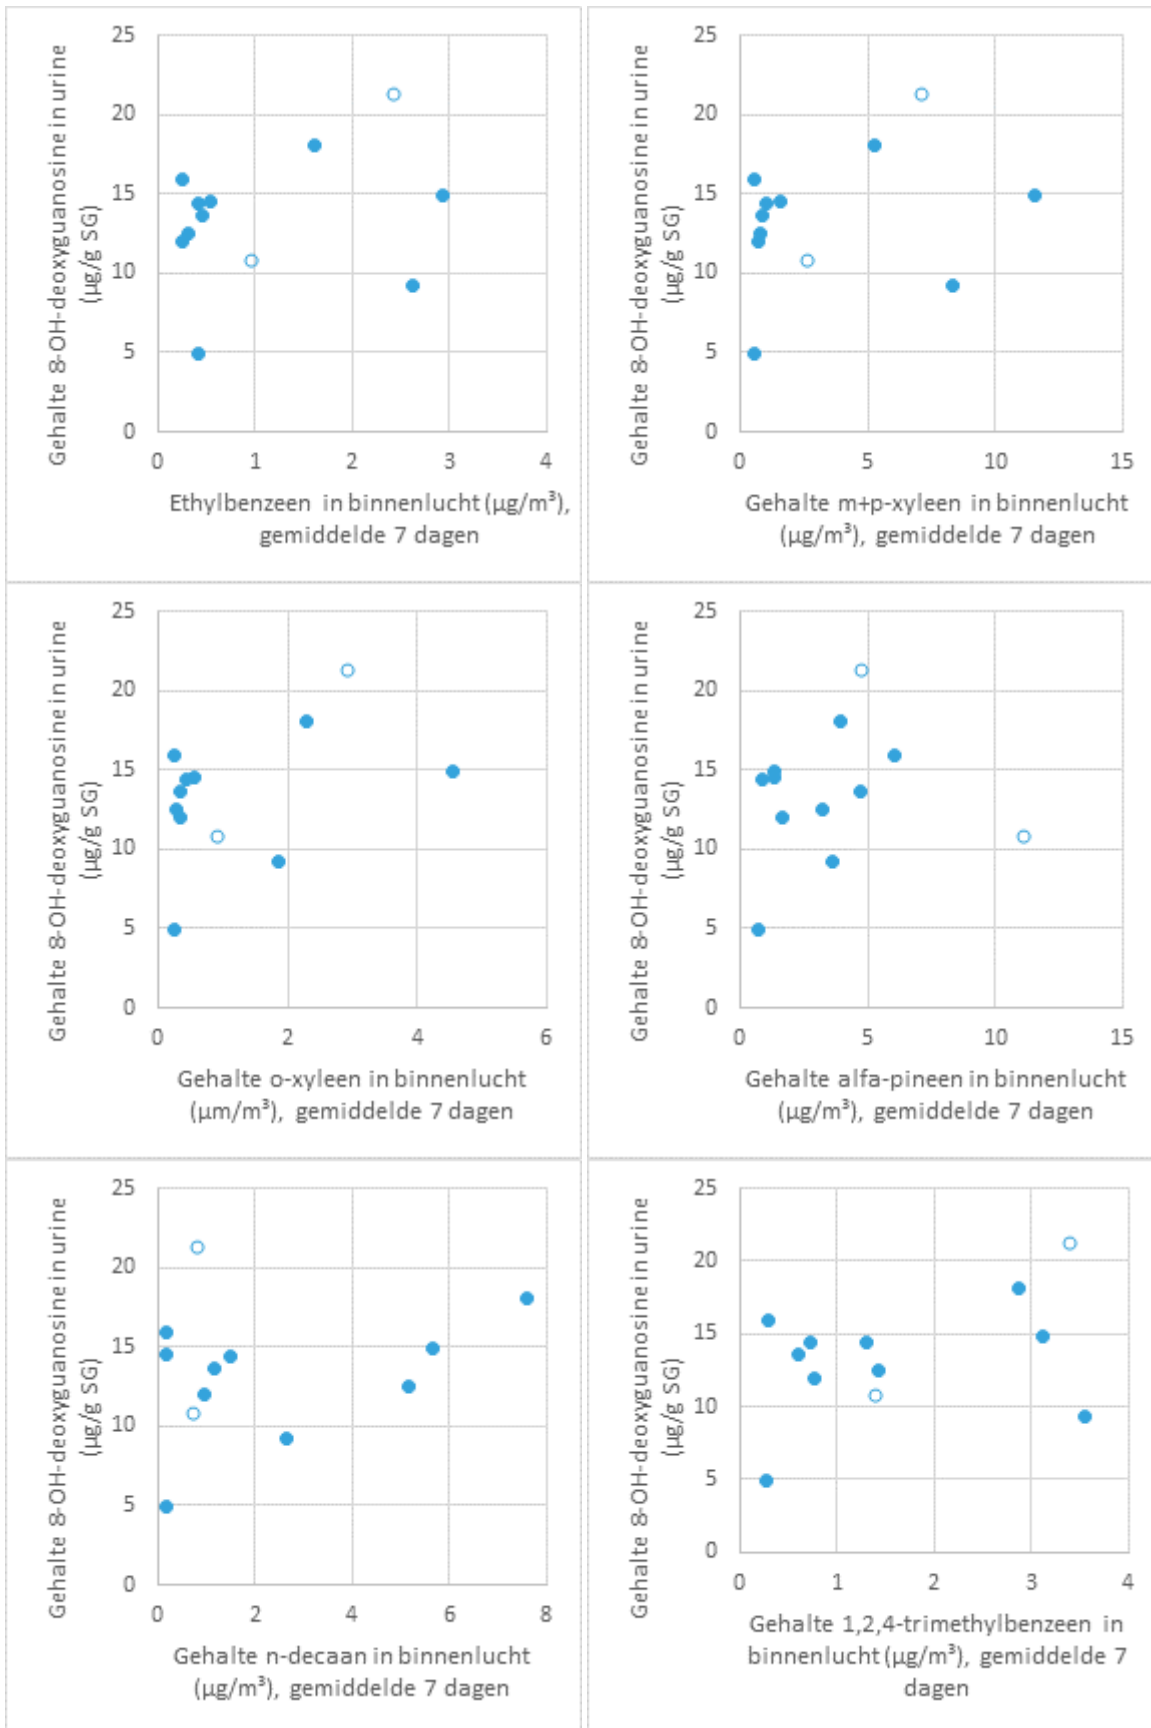 Gehalte 8-OH-deoxyguanosine in urine
(µg/g SG)
25
20
15
10
5
0
0 1 2 3 4
Ethylbenzeen in binnenlucht (µg/m³),
gemiddelde 7 dagen
Gehalte 8-OH-deoxyguanosine in urine
(µg/g SG)
25
20
15
10
5
0
0 5 10 15
Gehalte m+p-xyleen in binnenlucht
(µg/m³), gemiddelde 7 dagen
Gehalte 8-OH-deoxyguanosine in urine
(µg/g SG)
25
20
15
10
5
0
0 2 4 6
Gehalte o-xyleen in binnenlucht
(µm/m³), gemiddelde 7 dagen
Gehalte 8-OH-deoxyguanosine in urine
(µg/g SG)
25
20
15
10
5
0
0 5 10 15
Gehalte alfa-pineen in binnenlucht
(µg/m³), gemiddelde 7 dagen
Gehalte 8-OH-deoxyguanosine in urine
(µg/g SG)
25
20
15
10
5
0
0 2 4 6 8
Gehalte n-decaan in binnenlucht
(µg/m³), gemiddelde 7 dagen
Gehalte 8-OH-deoxyguanosine in urine
(µg/g SG)
25
20
15
10
5
0
0 1 2 3 4
Gehalte 1,2,4-trimethylbenzeen in
binnenlucht (µg/m³), gemiddelde 7
dagen